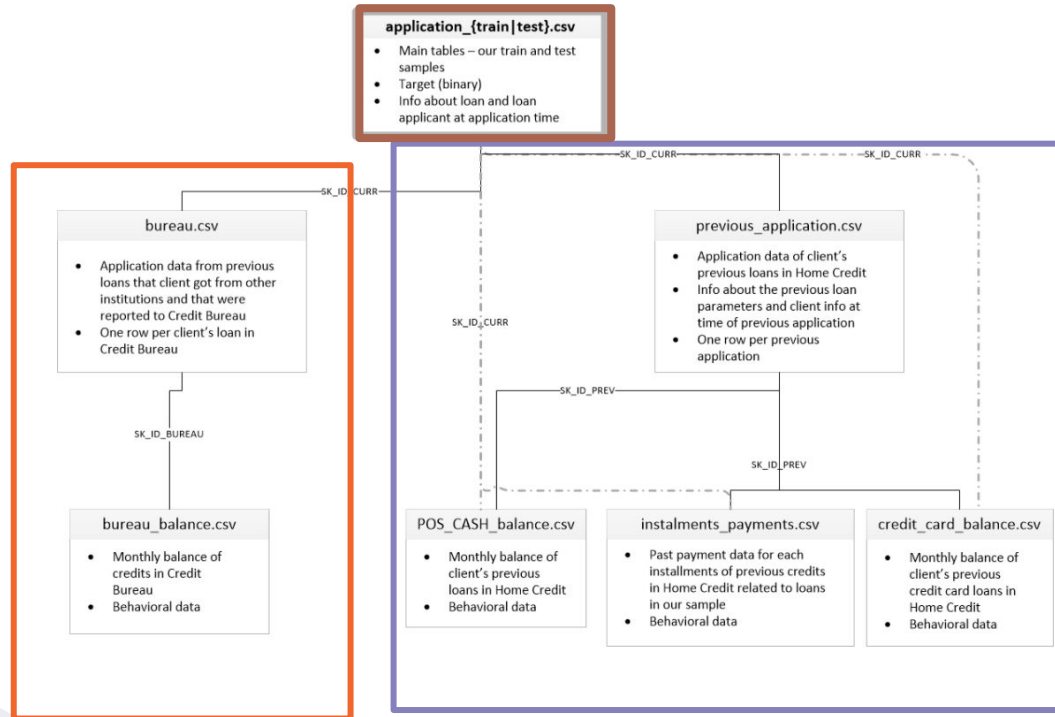 application_{train|test}.csv
• Main tables – our train and test
samples
• Target (binary)
• Info about loan and loan
applicant at application time
SK_ID_CURR
SK_ID_CURR
SK_ID_CURR
bureau.csv
• Application data from previous
loans that client got from other
institutions and that were
reported to Credit Bureau
• One row per client's loan in
Credit Bureau
previous_application.csv
• Application data of client's
previous loans in Home Credit
• Info about the previous loan
parameters and client info at
time of previous application
• One row per previous
application
SK_ID_CURR
SK_ID_PREV
SK_ID_BUREAU
SK_ID_PREV
bureau_balance.csv
• Monthly balance of
credits in Credit
Bureau
• Behavioral data
POS_CASH_balance.csv
• Monthly balance of
client's previous
loans in Home Credit
• Behavioral data
instalments_payments.csv
• Past payment data for each
installments of previous credits
in Home Credit related to loans
in our sample
• Behavioral data
credit_card_balance.csv
• Monthly balance of
client's previous
credit card loans in
Home Credit
• Behavioral data